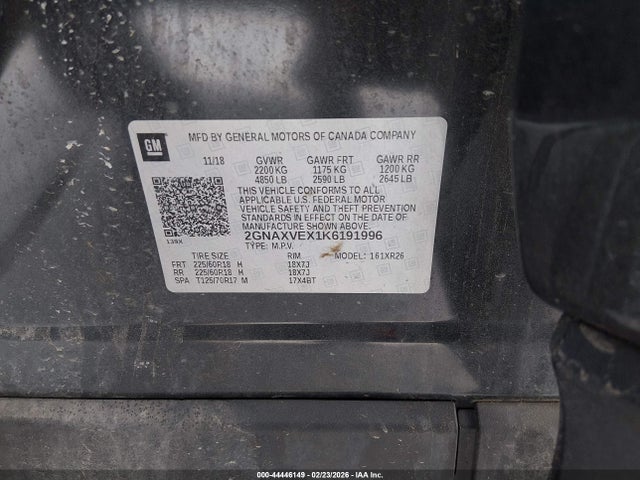 GM
MFD BY GENERAL MOTORS OF CANADA COMPANY
11/18 GVWR GAWR FRT GAWR RR
2200 KG 1175 KG 1200 KG
4850 LB 2590 LB 2645 LB
THIS VEHICLE CONFORMS TO ALL
APPLICABLE U.S. FEDERAL MOTOR
VEHICLE SAFETY AND THEFT PREVENTION
STANDARDS IN EFFECT ON THE DATE OF
MANUFACTURE SHOWN ABOVE.
2GNAXVEX1K6191996
139X TYPE: M.P.V. MODEL: 161XR26
TIRE SIZE RIM
FRT 225/60R18 H 18X7J
RR 225/60R18 H 18X7J
SPA T125/70R17 M 17X4BT
000-44446149 - 02/23/2026 - IAA Inc.